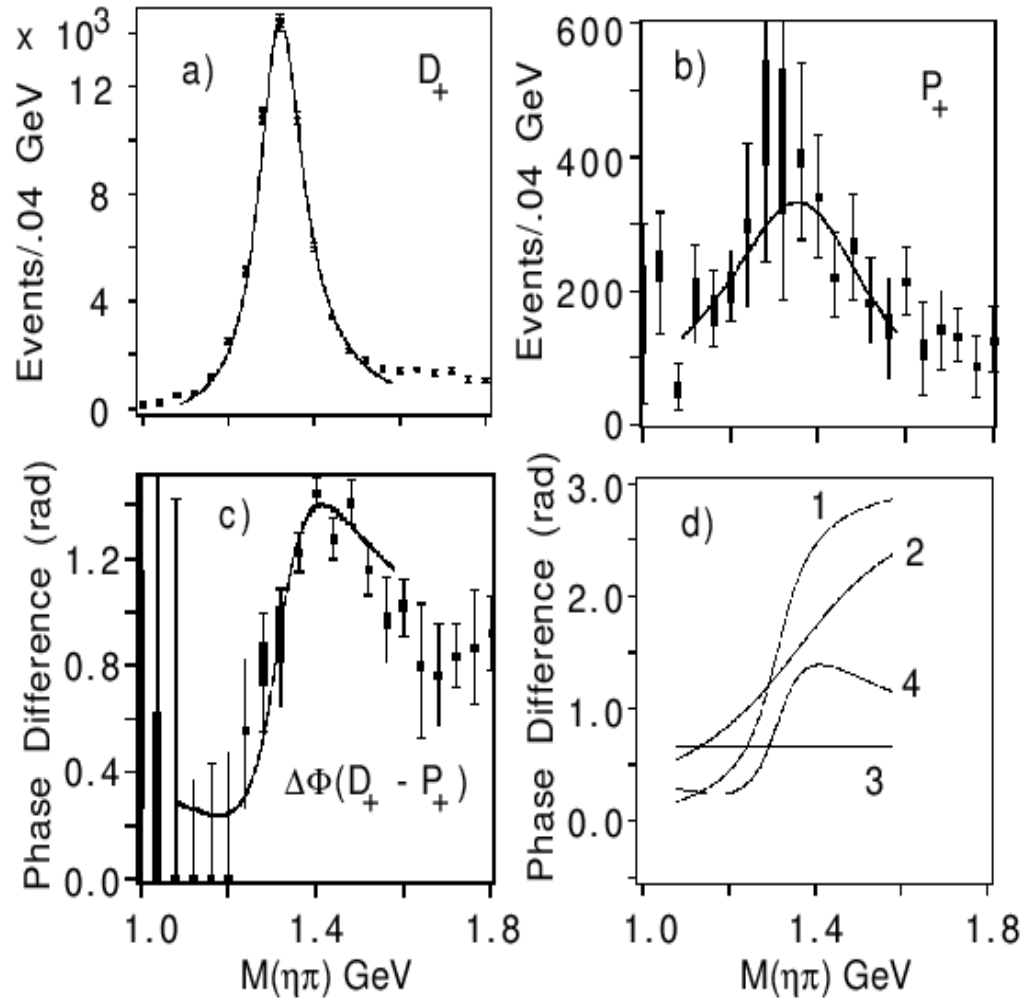 x 10³
a)
D₊
12
8
4
0
Events/.04 GeV
600
b)
P₊
400
200
0
Events/.04 GeV
c)
1.2
0.8
0.4
0.0
ΔΦ(D₊ - P₊)
Phase Difference (rad)
1.0 1.4 1.8
M(ηπ) GeV
3.0
d)
1
2
2.0
4
1.0
3
0.0
Phase Difference (rad)
1.0 1.4 1.8
M(ηπ) GeV